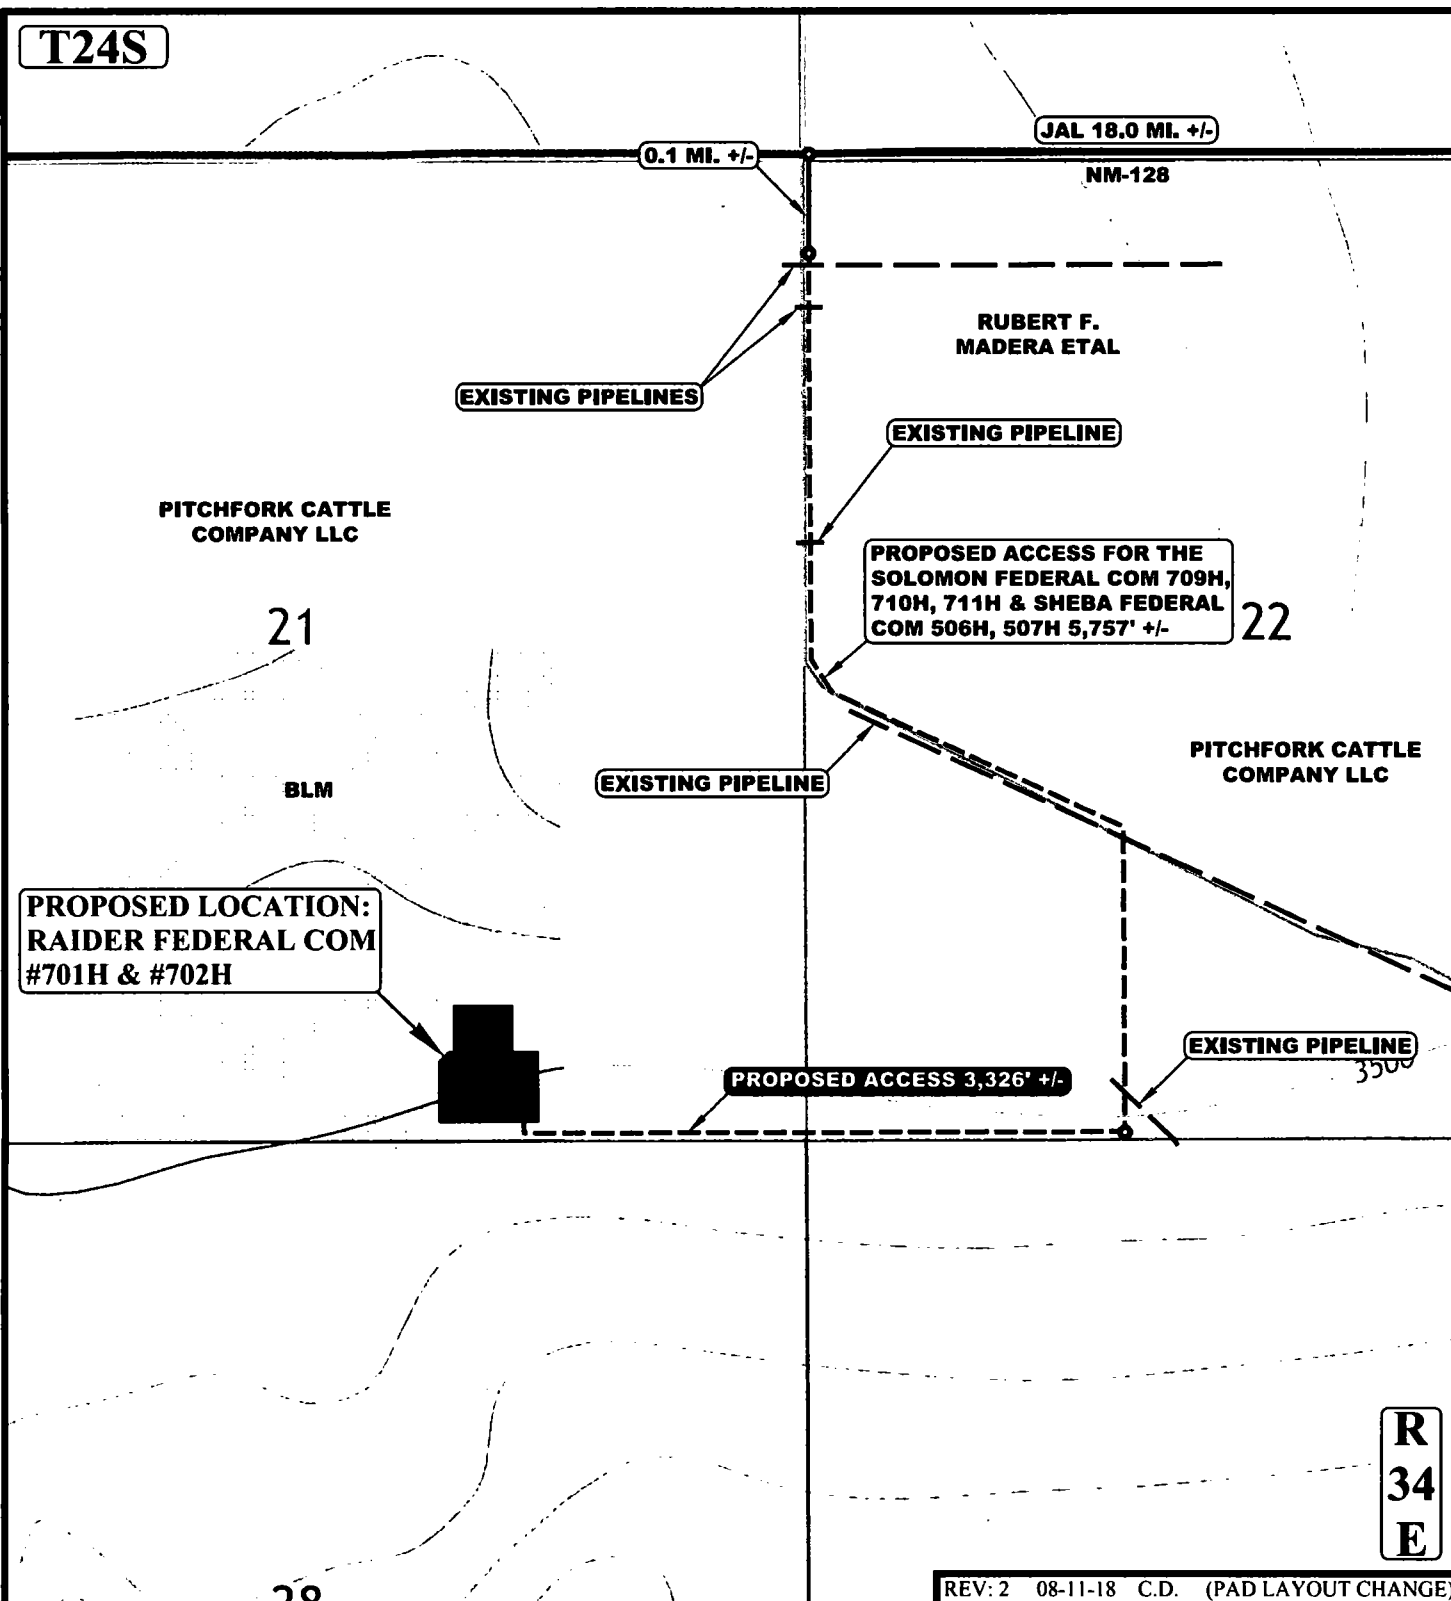 T24S
JAL 18.0 MI. +/-
0.1 MI. +/-
NM-128
RUBERT F.
MADERA ETAL
EXISTING PIPELINES
EXISTING PIPELINE
PITCHFORK CATTLE
COMPANY LLC
PROPOSED ACCESS FOR THE
SOLOMON FEDERAL COM 709H,
710H, 711H & SHEBA FEDERAL
COM 506H, 507H 5,757' +/-
21
22
PITCHFORK CATTLE
COMPANY LLC
EXISTING PIPELINE
BLM
PROPOSED LOCATION:
RAIDER FEDERAL COM
#701H & #702H
EXISTING PIPELINE
3500
PROPOSED ACCESS 3,326' +/-
R
34
E
28
REV: 2 08-11-18 C.D. (PAD LAYOUT CHANGE)